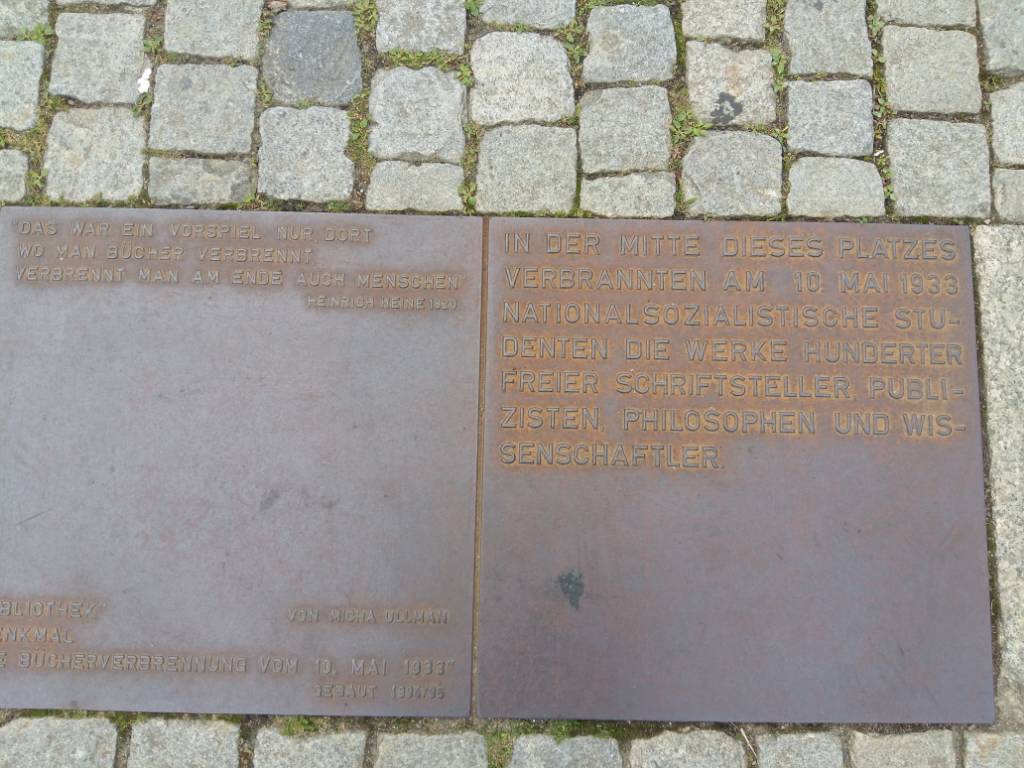 "DAS WAR EIN VORSPIEL NUR DORT
WO MAN BÜCHER VERBRENNT
VERBRENNT MAN AM ENDE AUCH MENSCHEN"
HEINRICH HEINE 1820
BLIOTHEK"
VON MICHA ULLMAN
ENKMAL
E BÜCHERVERBRENNUNG VOM 10. MAI 1933"
GEBAUT 1994/95
IN DER MITTE DIESES PLATZES
VERBRANNTEN AM 10. MAI 1933
NATIONALSOZIALISTISCHE STU-
DENTEN DIE WERKE HUNDERTER
FREIER SCHRIFTSTELLER, PUBLI-
ZISTEN, PHILOSOPHEN UND WIS-
SENSCHAFTLER.